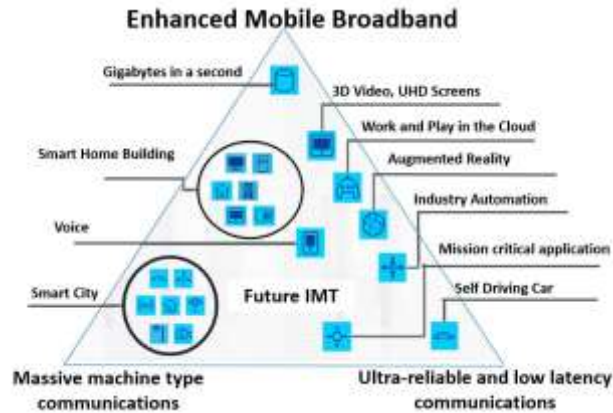 Enhanced Mobile Broadband
Gigabytes in a second
3D Video, UHD Screens
Work and Play in the Cloud
Smart Home Building
Augmented Reality
Industry Automation
Voice
Mission critical application
Smart City
Future IMT
Self Driving Car
Massive machine type
communications
Ultra-reliable and low latency
communications